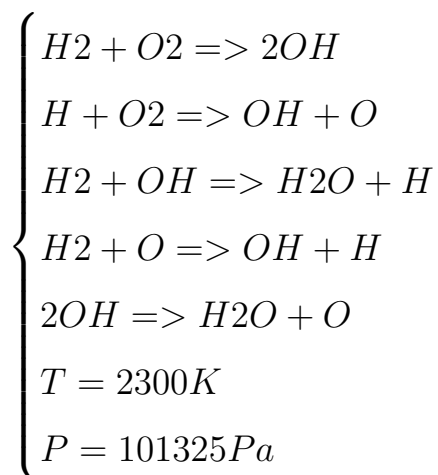 H2 + O2 => 2OH
H + O2 => OH + O
H2 + OH => H2O + H
H2 + O => OH + H
2OH => H2O + O
T = 2300K
P = 101325Pa